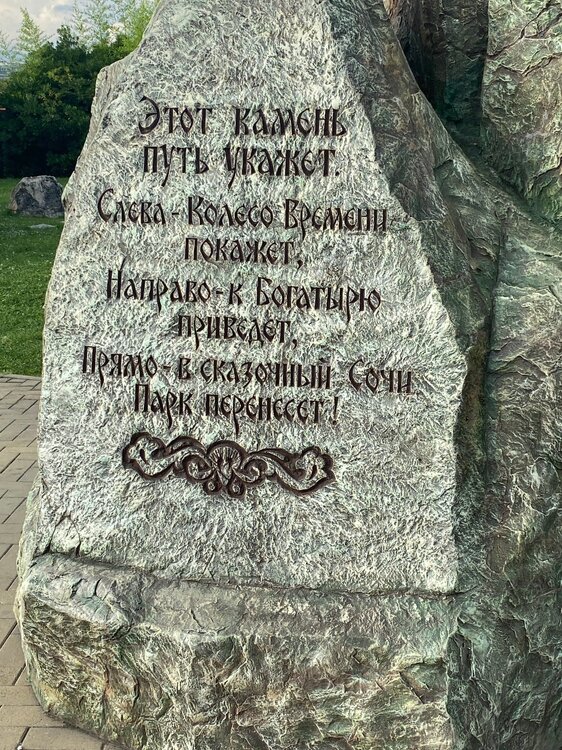 Этот камень
путь укажет.
Слева - Колесо Времени
покажет,
Направо - к Богатырю
приведет,
Прямо - в сказочный Сочи
Парк перенесет!